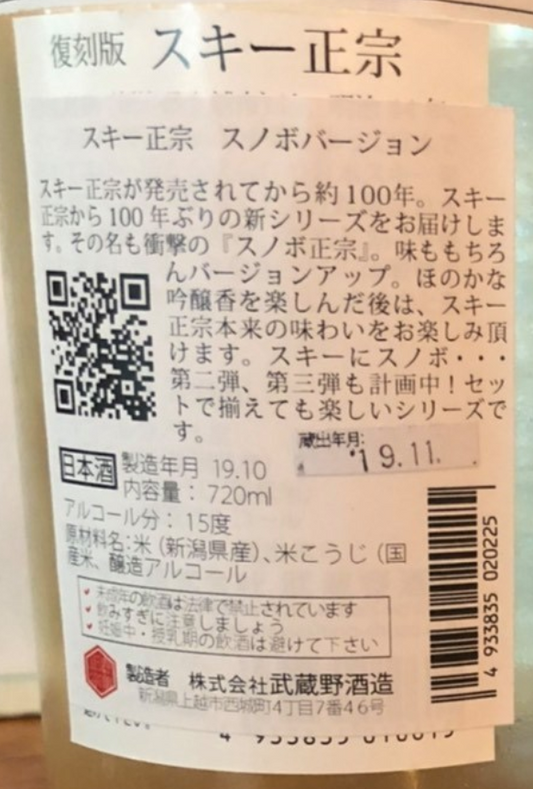 復刻版 スキー正宗
スキー正宗 スノボバージョン
スキー正宗が発売されてから約100年。スキー
正宗から100年ぶりの新シリーズをお届けしま
す。その名も衝撃の『スノボ正宗』。味ももちろ
んバージョンアップ。ほのかな
吟醸香を楽しんだ後は、スキー
正宗本来の味わいをお楽しみ頂
けます。スキーにスノボ・・・
第二弾、第三弾も計画中！セッ
トで揃えても楽しいシリーズで
す。
蔵出年月:
19.11.
日本酒 製造年月 19.10
内容量：720ml
アルコール分：15度
原材料名：米（新潟県産）、米こうじ（国
産米、醸造アルコール
未成年の飲酒は法律で禁止されています
飲みすぎに注意しましょう
妊娠中・授乳期の飲酒は避けて下さい
製造者 株式会社武蔵野酒造
新潟県上越市西城町4丁目7番46号
4 933835 020225